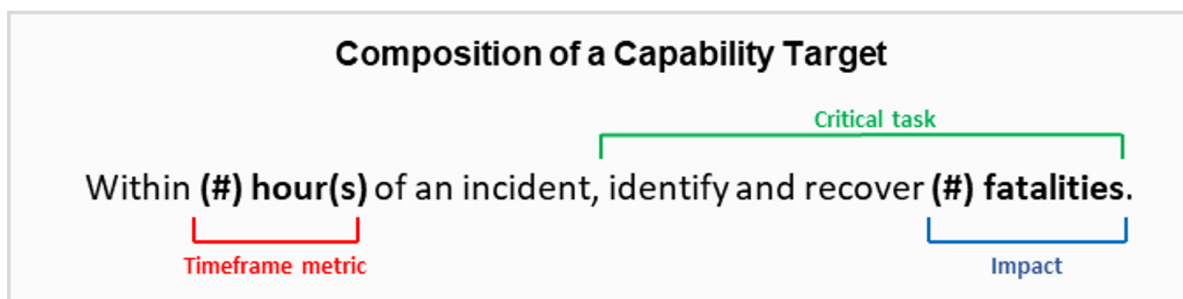 Composition of a Capability Target
Critical task
Within (#) hour(s) of an incident, identify and recover (#) fatalities.
Timeframe metric
Impact